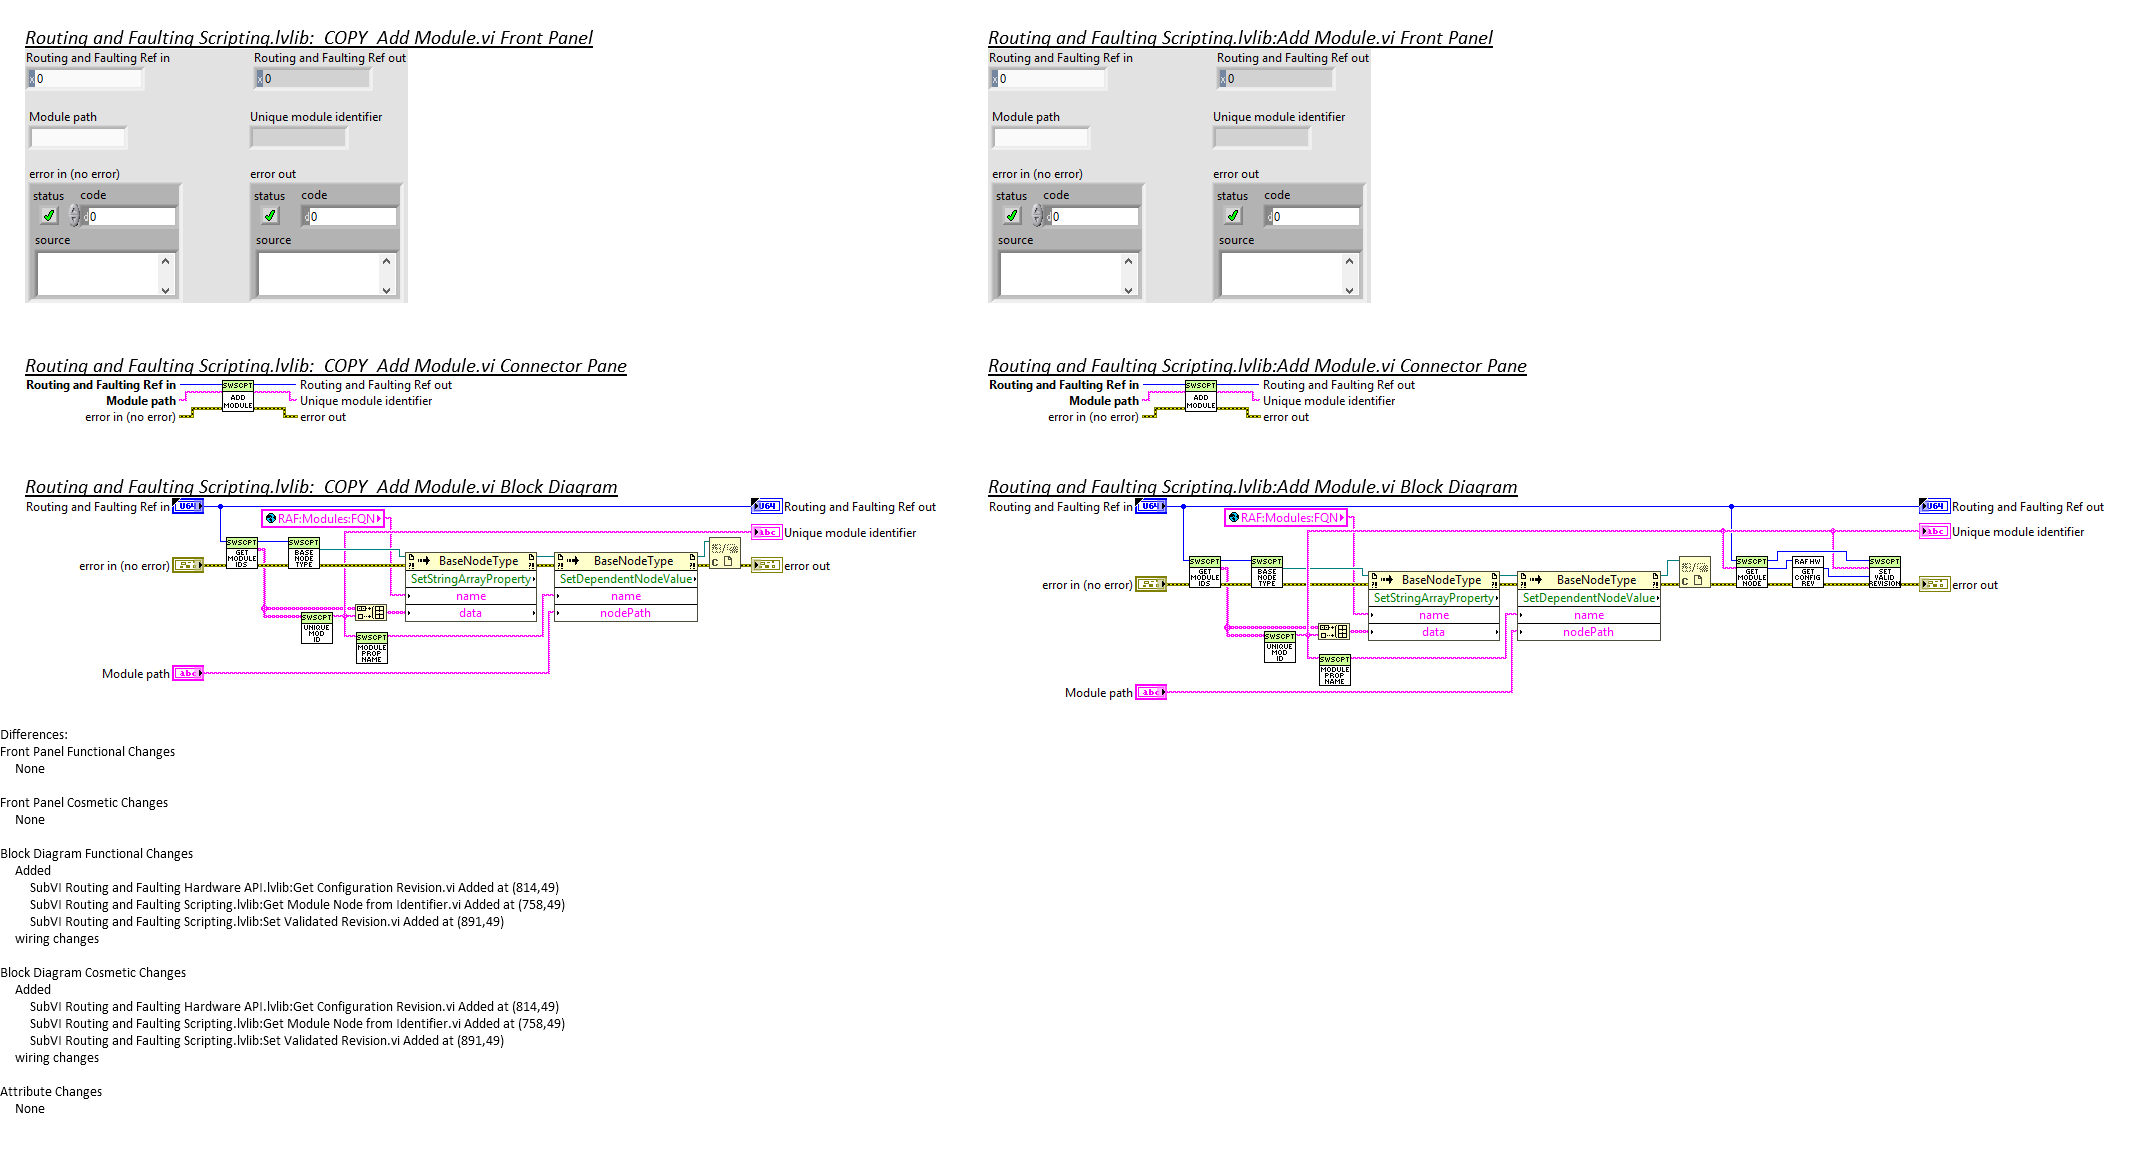 Routing and Faulting Scripting.lvlib:  COPY  Add Module.vi Front Panel
Routing and Faulting Ref in
Routing and Faulting Ref out
x 0
x 0
Module path
Unique module identifier
error in (no error)
error out
status
code
status
code
d 0
d 0
source
source
Routing and Faulting Scripting.lvlib:Add Module.vi Front Panel
Routing and Faulting Ref in
Routing and Faulting Ref out
x 0
x 0
Module path
Unique module identifier
error in (no error)
error out
status
code
status
code
d 0
d 0
source
source
Routing and Faulting Scripting.lvlib:  COPY  Add Module.vi Connector Pane
Routing and Faulting Ref in
SWSCPT
Routing and Faulting Ref out
Module path
ADD
MODULE
Unique module identifier
error in (no error)
error out
Routing and Faulting Scripting.lvlib:Add Module.vi Connector Pane
Routing and Faulting Ref in
SWSCPT
Routing and Faulting Ref out
Module path
ADD
MODULE
Unique module identifier
error in (no error)
error out
Routing and Faulting Scripting.lvlib:  COPY  Add Module.vi Block Diagram
Routing and Faulting Ref in
U64
U64
Routing and Faulting Ref out
RAF:Modules:FQN
abc
Unique module identifier
SWSCPT
GET
MODULE
IDS
SWSCPT
BASE
NODE
TYPE
error in (no error)
error out
BaseNodeType
SetStringArrayProperty
name
data
BaseNodeType
SetDependentNodeValue
name
nodePath
SWSCPT
UNIQUE
MOD
ID
SWSCPT
MODULE
PROP
NAME
Module path
abc
Routing and Faulting Scripting.lvlib:Add Module.vi Block Diagram
Routing and Faulting Ref in
U64
U64
Routing and Faulting Ref out
RAF:Modules:FQN
abc
Unique module identifier
SWSCPT
GET
MODULE
IDS
SWSCPT
BASE
NODE
TYPE
SWSCPT
GET
MODULE
NODE
RAF HW
GET
CONFIG
REV
SWSCPT
SET
VALID
REVISION
error in (no error)
error out
BaseNodeType
SetStringArrayProperty
name
data
BaseNodeType
SetDependentNodeValue
name
nodePath
SWSCPT
UNIQUE
MOD
ID
SWSCPT
MODULE
PROP
NAME
Module path
abc
Differences:
Front Panel Functional Changes
None
Front Panel Cosmetic Changes
None
Block Diagram Functional Changes
Added
SubVI Routing and Faulting Hardware API.lvlib:Get Configuration Revision.vi Added at (814,49)
SubVI Routing and Faulting Scripting.lvlib:Get Module Node from Identifier.vi Added at (758,49)
SubVI Routing and Faulting Scripting.lvlib:Set Validated Revision.vi Added at (891,49)
wiring changes
Block Diagram Cosmetic Changes
Added
SubVI Routing and Faulting Hardware API.lvlib:Get Configuration Revision.vi Added at (814,49)
SubVI Routing and Faulting Scripting.lvlib:Get Module Node from Identifier.vi Added at (758,49)
SubVI Routing and Faulting Scripting.lvlib:Set Validated Revision.vi Added at (891,49)
wiring changes
Attribute Changes
None